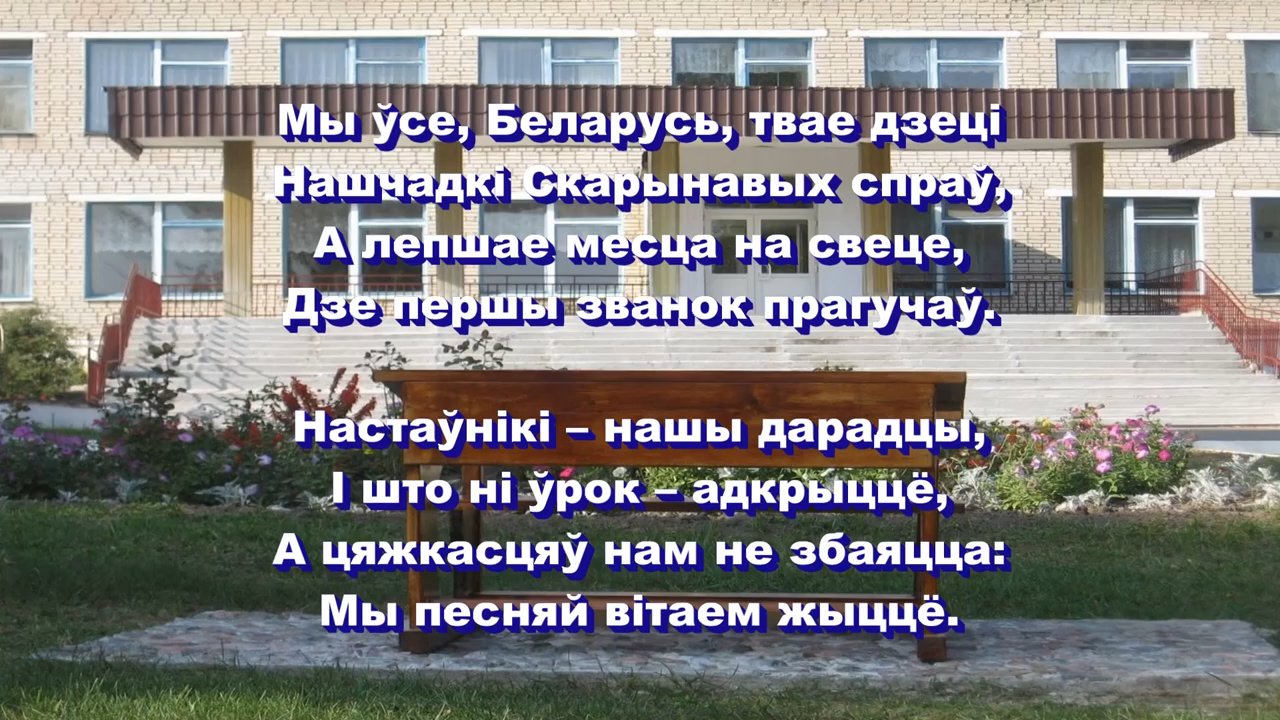 Мы ўсе, Беларусь, твае дзеці
Нашчадкі Скарынавых спраў,
А лепшае месца на свеце,
Дзе першы званок прагучаў.
Настаўнікі – нашы дарадцы,
І што ні ўрок – адкрыццё,
А цяжкасцяў нам не збаяцца:
Мы песняй вітаем жыццё.